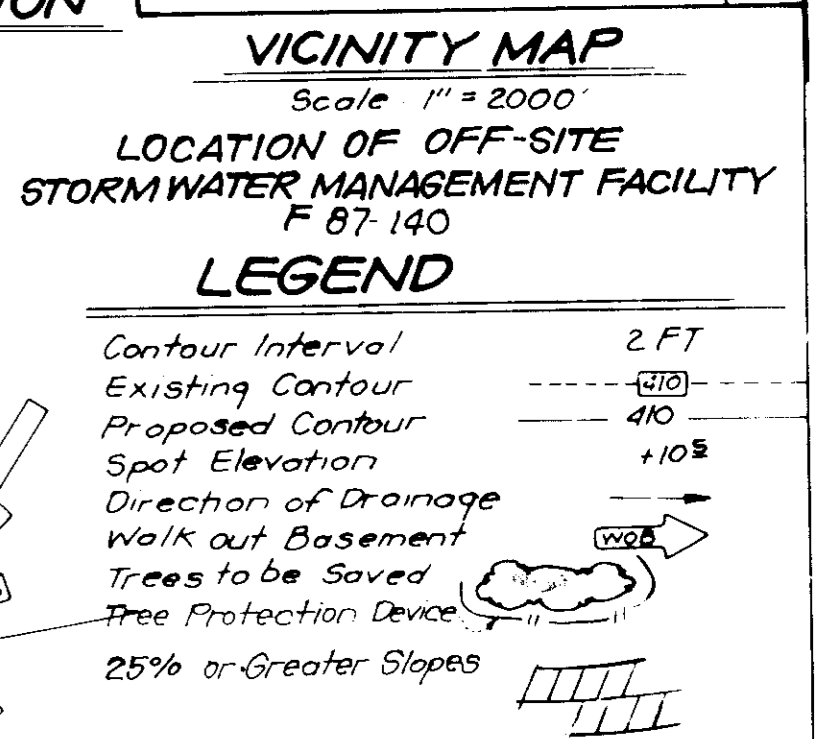 VICINITY MAP
Scale 1" = 2000'
LOCATION OF OFF-SITE
STORMWATER MANAGEMENT FACILITY
F 87-140
LEGEND
Contour Interval 2 FT
Existing Contour 410
Proposed Contour 410
Spot Elevation +10⁵
Direction of Drainage
Walk out Basement WOB
Trees to be Saved
Tree Protection Device
25% or Greater Slopes